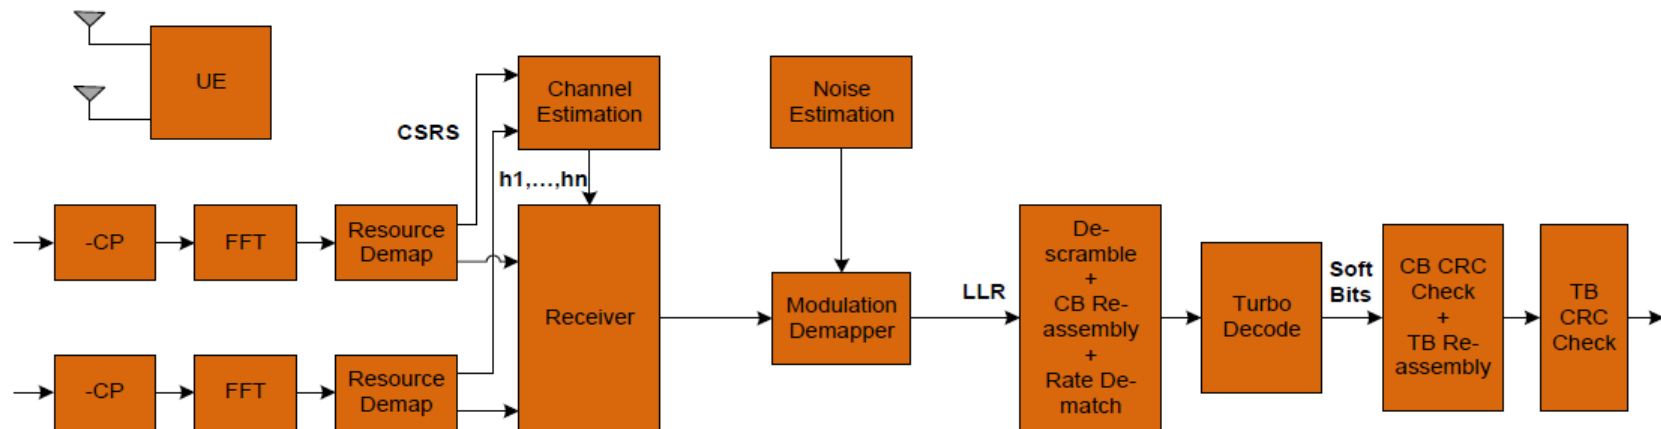 UE
CSRS
Channel
Estimation
Noise
Estimation
h1,...,hn
-CP
FFT
Resource
Demap
-CP
FFT
Resource
Demap
Receiver
Modulation
Demapper
LLR
De-
scramble
+
CB Re-
assembly
+
Rate De-
match
Turbo
Decode
Soft
Bits
CB CRC
Check
+
TB Re-
assembly
TB
CRC
Check